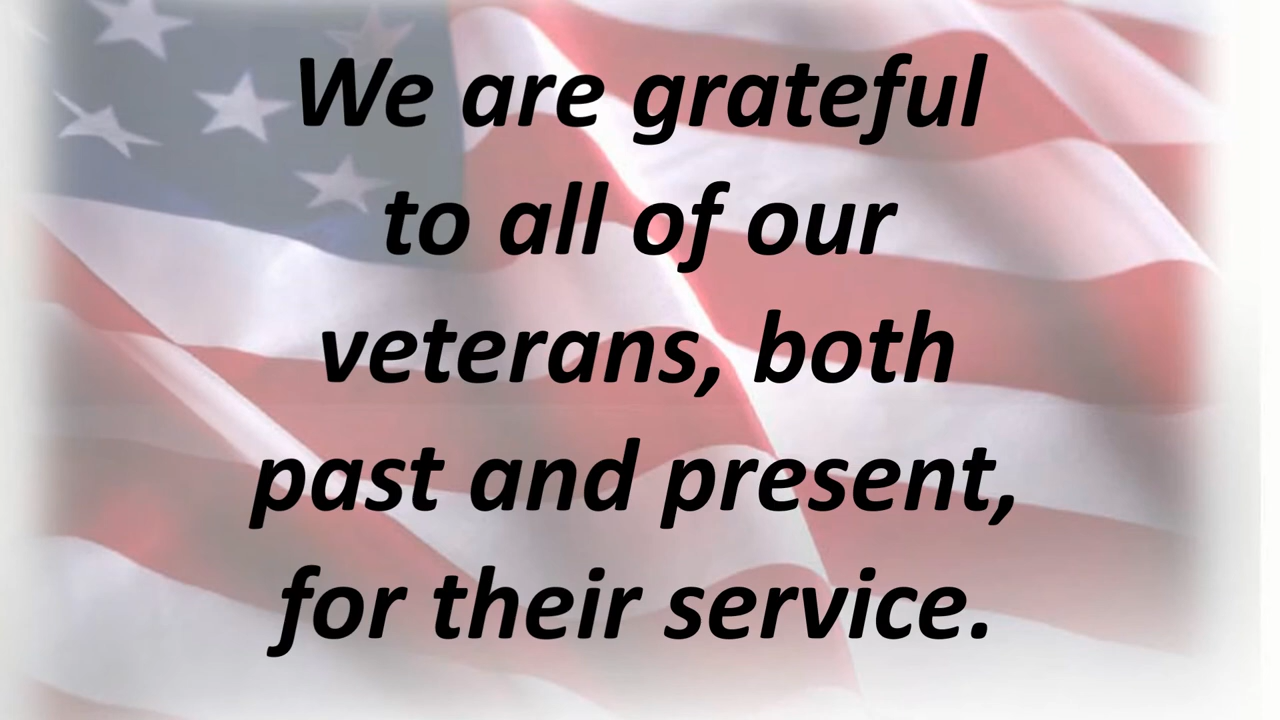 We are grateful
to all of our
veterans, both
past and present,
for their service.